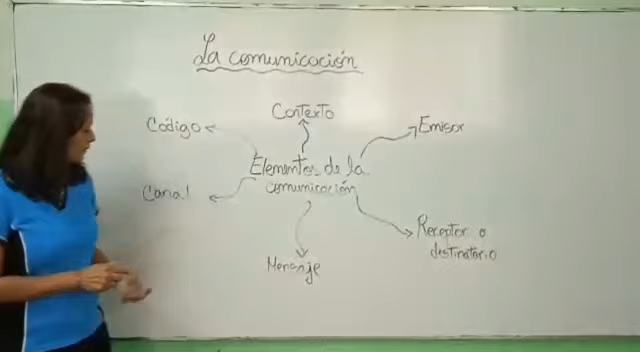 La comunicación
Contexto
Código
Emisor
Elementos de la
comunicación
Canal
Receptor o
destinatario
Mensaje